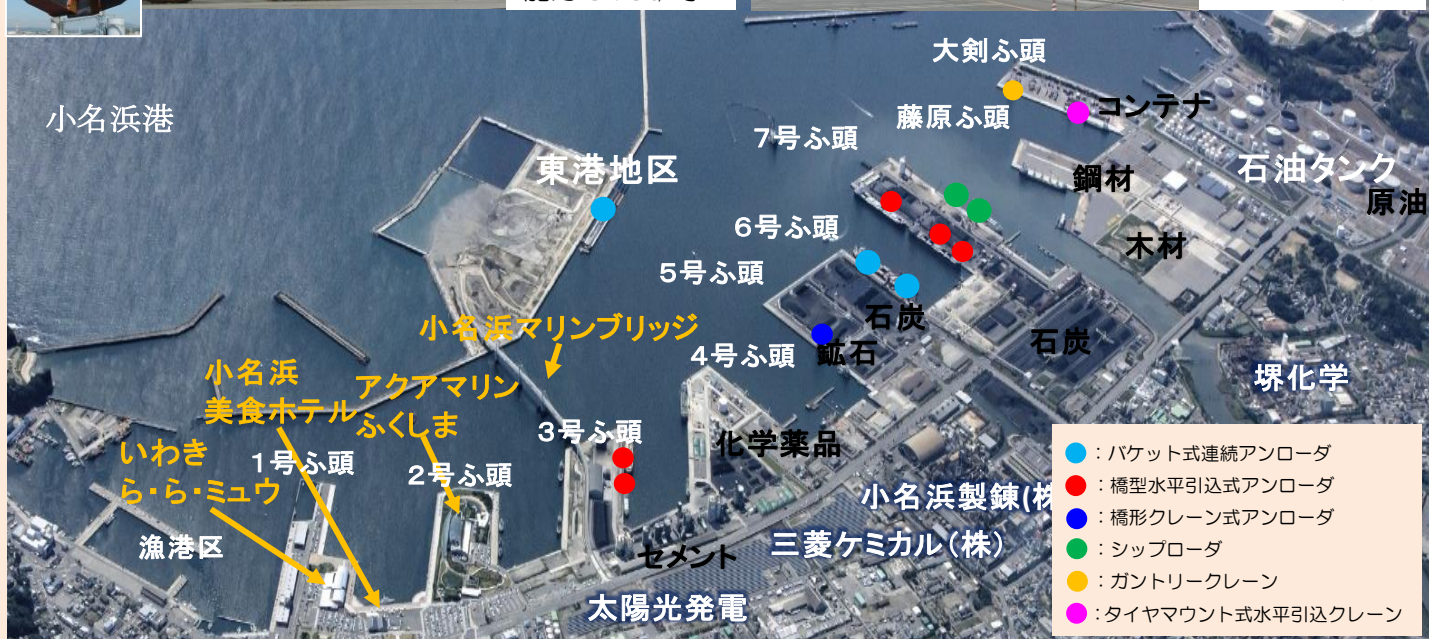 小名浜港
大剣ふ頭
コンテナ
藤原ふ頭
7号ふ頭
東港地区
石油タンク
鋼材
原油
6号ふ頭
木材
5号ふ頭
石炭
小名浜マリンブリッジ
石炭
4号ふ頭
鉱石
小名浜
美食ホテル
アクアマリン
ふくしま
堺化学
3号ふ頭
化学薬品
いわき
ら・ら・ミュウ
1号ふ頭
2号ふ頭
小名浜製錬(株
漁港区
セメント
三菱ケミカル(株)
太陽光発電
:バケット式連続アンローダ
:橋型水平引込式アンローダ
:橋形クレーン式アンローダ
:シップローダ
:ガントリークレーン
:タイヤマウント式水平引込クレーン